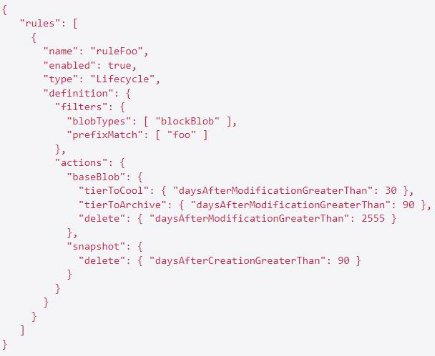 {
  "rules": [
    {
      "name": "ruleFoo",
      "enabled": true,
      "type": "Lifecycle",
      "definition": {
        "filters": {
          "blobTypes": [ "blockBlob" ],
          "prefixMatch": [ "foo" ]
        },
        "actions": {
          "baseBlob": {
            "tierToCool": { "daysAfterModificationGreaterThan": 30 },
            "tierToArchive": { "daysAfterModificationGreaterThan": 90 },
            "delete": { "daysAfterModificationGreaterThan": 2555 }
          },
          "snapshot": {
            "delete": { "daysAfterCreationGreaterThan": 90 }
          }
        }
      }
    }
  ]
}